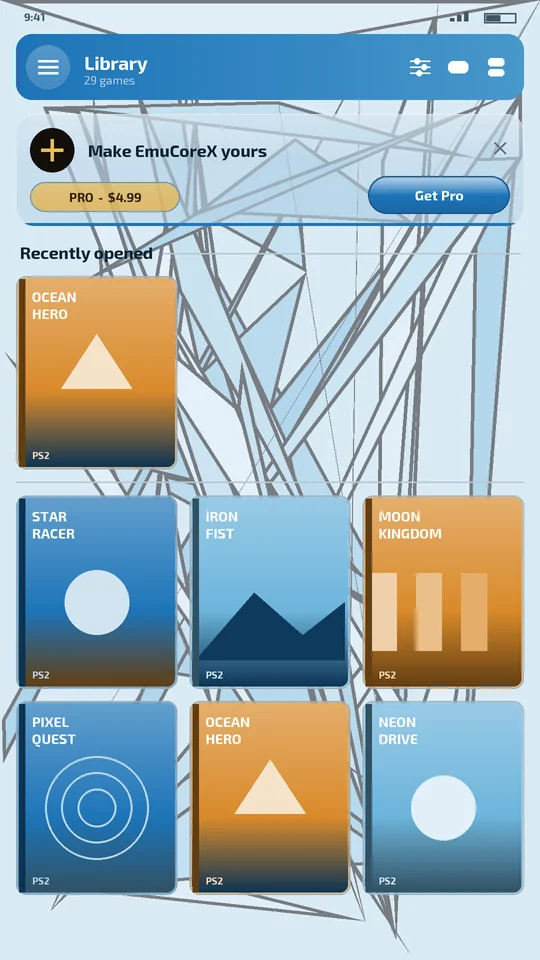 9:41
Library
29 games
Make EmuCoreX yours
PRO - $4.99
Get Pro
Recently opened
OCEAN
HERO
PS2
STAR
RACER
PS2
IRON
FIST
PS2
MOON
KINGDOM
PS2
PIXEL
QUEST
PS2
OCEAN
HERO
PS2
NEON
DRIVE
PS2